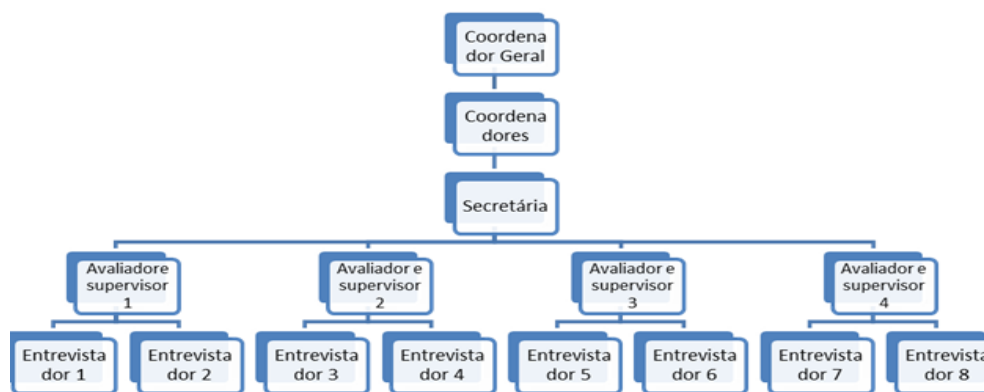 Coordena
dor Geral
Coordena
dores
Secretária
Avaliador e
supervisor
1
Avaliador e
supervisor
2
Avaliador e
supervisor
3
Avaliador e
supervisor
4
Entrevista
dor 1
Entrevista
dor 2
Entrevista
dor 3
Entrevista
dor 4
Entrevista
dor 5
Entrevista
dor 6
Entrevista
dor 7
Entrevista
dor 8